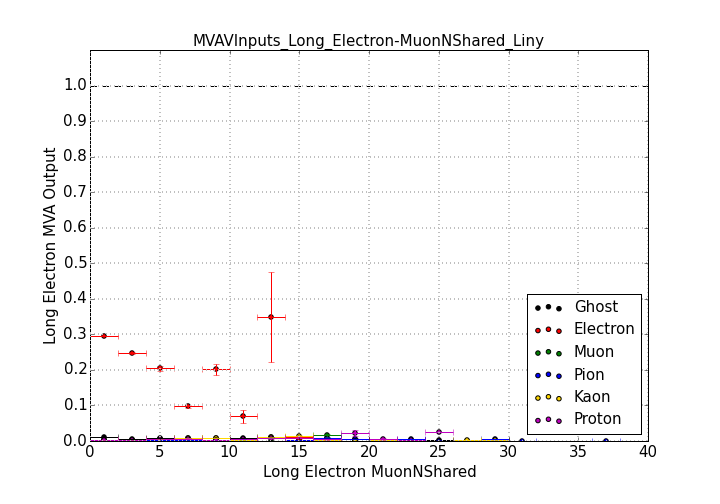 MVAVInputs_Long_Electron-MuonNShared_Liny
Long Electron MVA Output
1.0
0.9
0.8
0.7
0.6
0.5
0.4
0.3
0.2
0.1
0.0
Ghost
Electron
Muon
Pion
Kaon
Proton
0 5 10 15 20 25 30 35 40
Long Electron MuonNShared